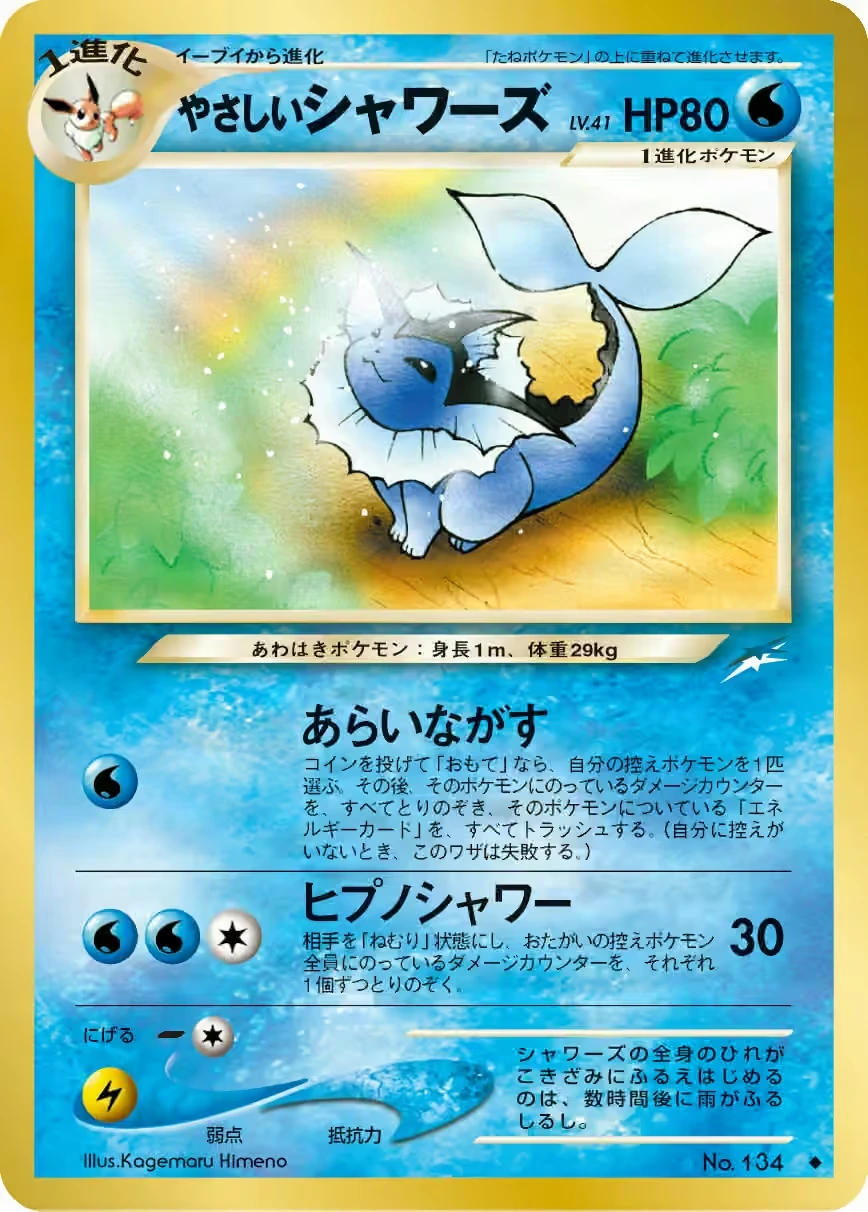 1進化
イーブイから進化
「たねポケモン」の上に重ねて進化させます。
やさしいシャワーズ LV.41 HP80
1進化ポケモン
あわはきポケモン：身長1m、体重29kg
あらいながす
コインを投げて「おもて」なら、自分の控えポケモンを1匹
選ぶ。その後、そのポケモンにのっているダメージカウンター
を、すべてとりのぞき、そのポケモンについている「エネ
ルギーカード」を、すべてトラッシュする。（自分に控えが
いないとき、このワザは失敗する。）
ヒプノシャワー 30
相手を「ねむり」状態にし、おたがいの控えポケモン
全員にのっているダメージカウンターを、それぞれ
1個ずつとりのぞく。
にげる
弱点
抵抗力
シャワーズの全身のひれが
こきざみにふるえはじめる
のは、数時間後に雨がふる
しるし。
Illus.Kagemaru Himeno
No. 134